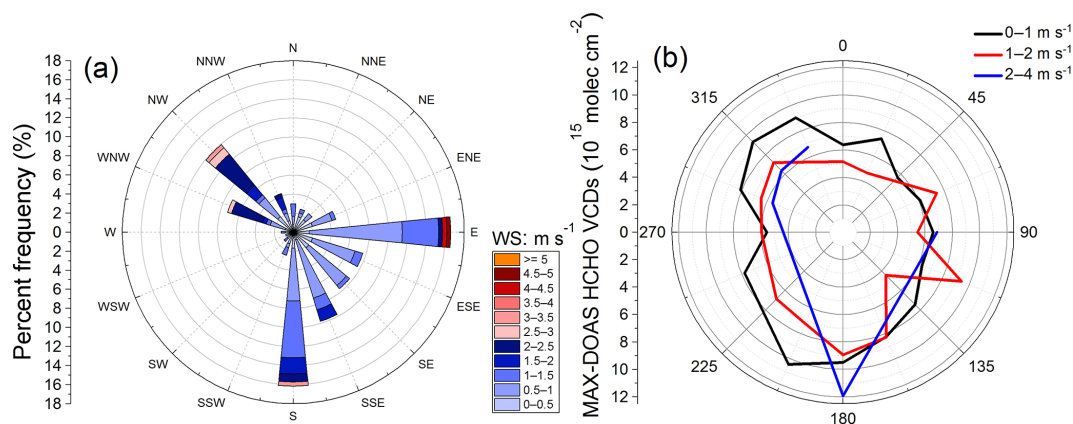 (a)
Percent frequency (%)
18
16
14
12
10
8
6
4
2
0
2
4
6
8
10
12
14
16
18
N
NNE
NE
ENE
E
ESE
SE
SSE
S
SSW
SW
WSW
W
WNW
NW
NNW
WS: m s⁻¹
>= 5
4.5–5
4–4.5
3.5–4
3–3.5
2.5–3
2–2.5
1.5–2
1–1.5
0.5–1
0–0.5
(b)
MAX-DOAS HCHO VCDs (10¹⁵ molec cm⁻²)
12
10
8
6
4
2
0
2
4
6
8
10
12
0
45
90
135
180
225
270
315
0–1 m s⁻¹
1–2 m s⁻¹
2–4 m s⁻¹